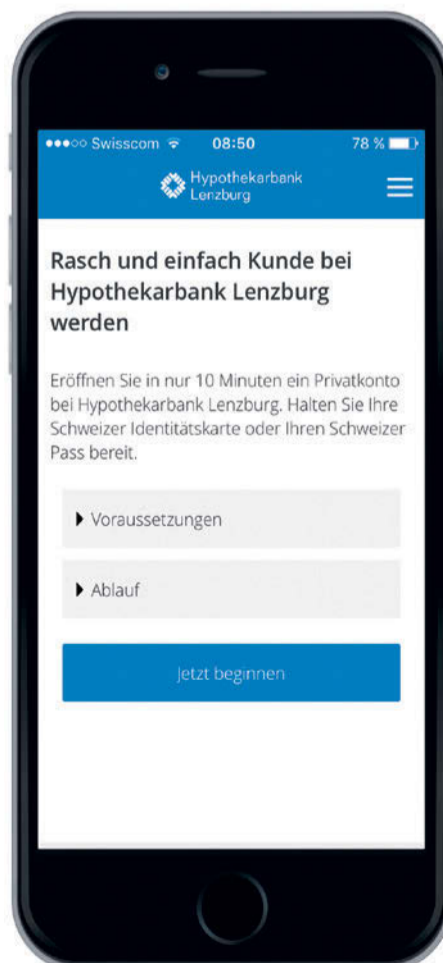 ●●●○○ Swisscom 08:50 78 %
Hypothekarbank
Lenzburg
Rasch und einfach Kunde bei
Hypothekarbank Lenzburg
werden
Eröffnen Sie in nur 10 Minuten ein Privatkonto
bei Hypothekarbank Lenzburg. Halten Sie Ihre
Schweizer Identitätskarte oder Ihren Schweizer
Pass bereit.
Voraussetzungen
Ablauf
Jetzt beginnen